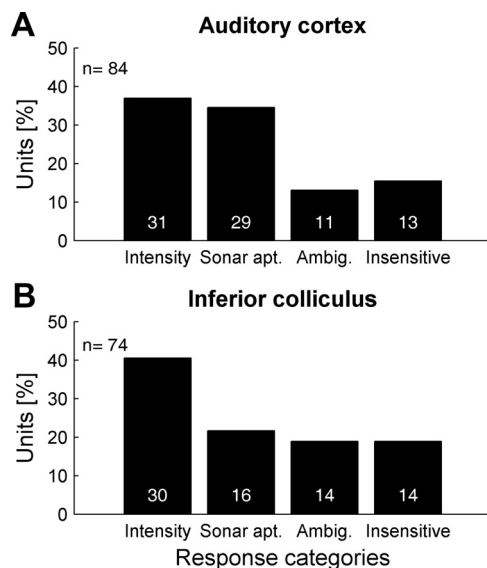 A Auditory cortex
50
n= 84
40
30
20
10
0
Units [%]
31 29 11 13
Intensity Sonar apt. Ambig. Insensitive
B Inferior colliculus
50
n= 74
40
30
20
10
0
Units [%]
30 16 14 14
Intensity Sonar apt. Ambig. Insensitive
Response categories